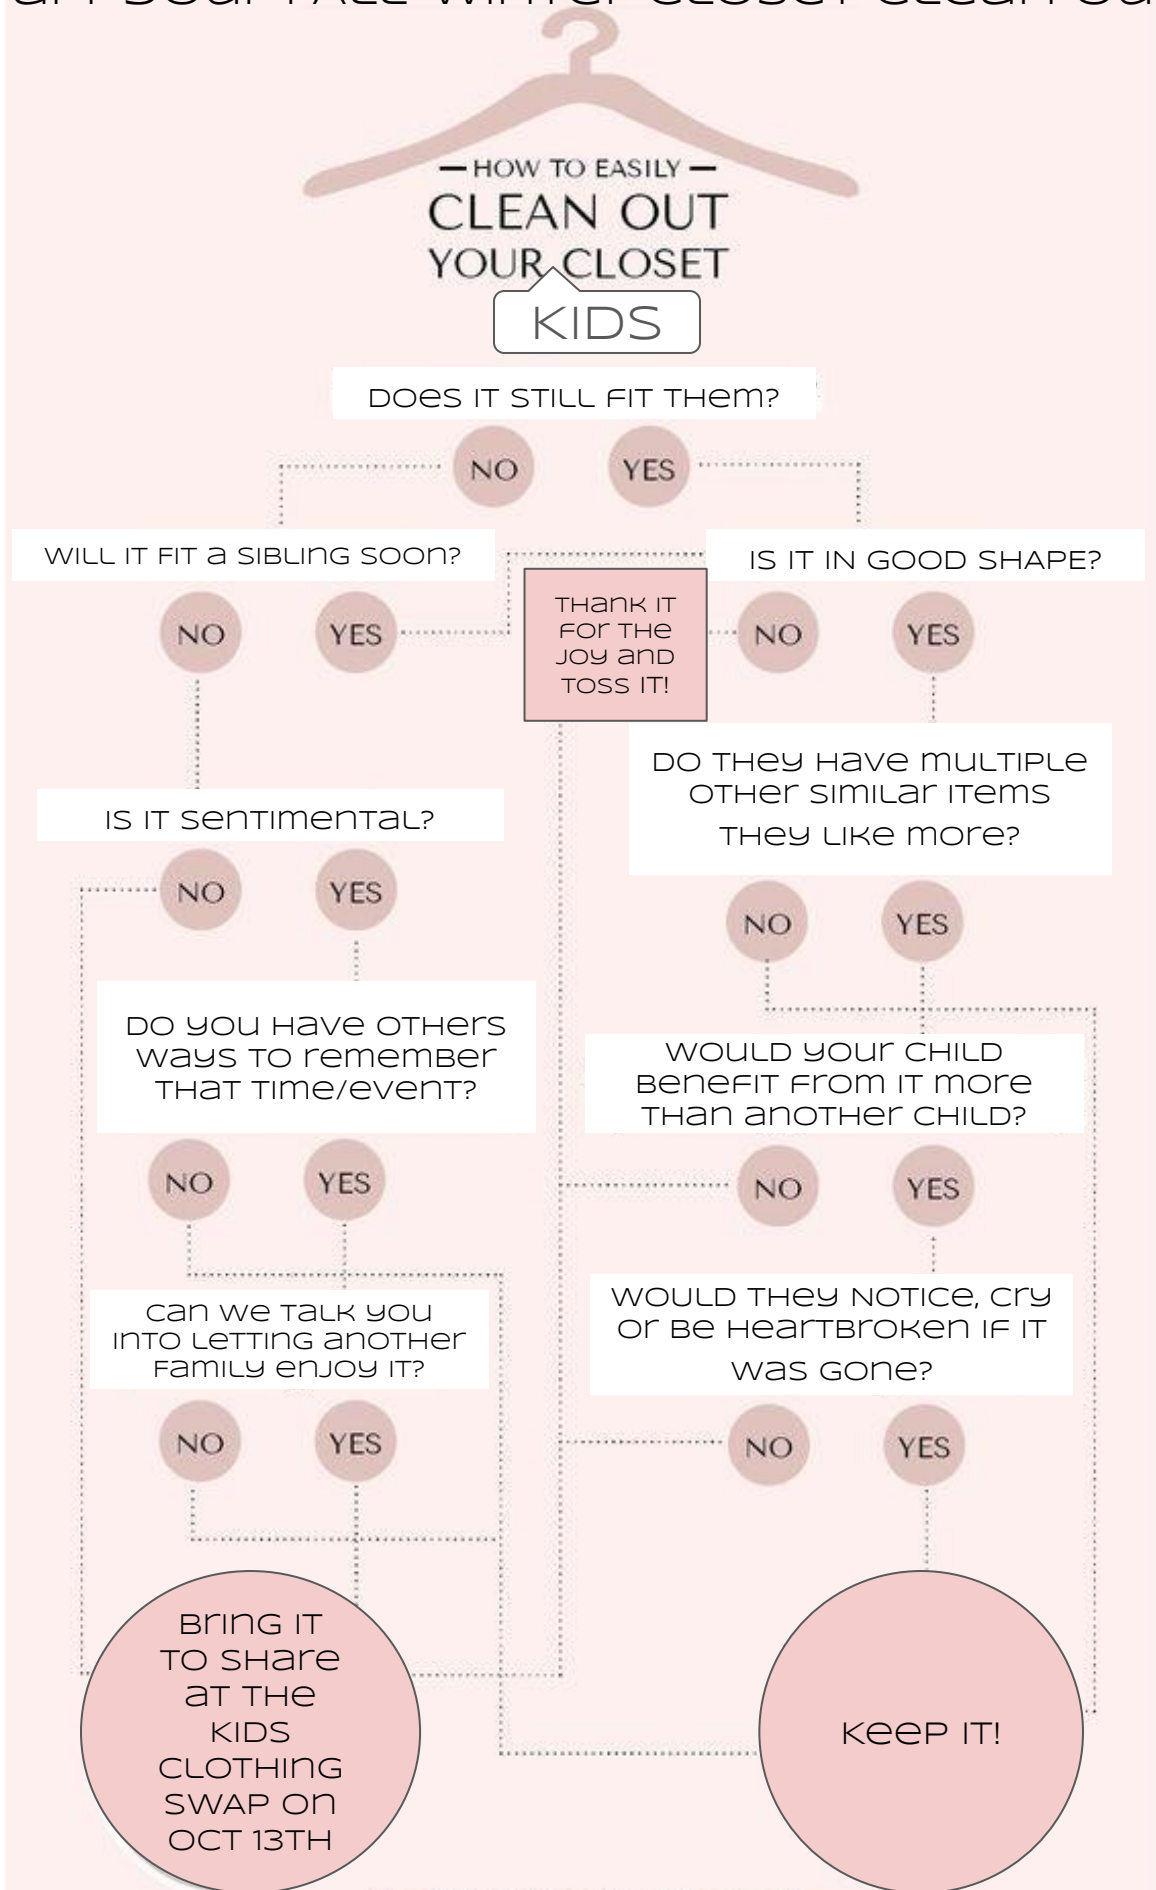 your FALL winter closet clean
— HOW TO EASILY —
CLEAN OUT
YOUR CLOSET
KIDS
Does it still fit them?
NO YES
Will it fit a sibling soon?
Is it in good shape?
NO YES
Thank it
for the
joy and
toss it!
NO YES
Do they have multiple
other similar items
they like more?
Is it sentimental?
NO YES
NO YES
Do you have others
ways to remember
that time/event?
Would your child
benefit from it more
than another child?
NO YES
NO YES
Can we talk you
into letting another
family enjoy it?
Would they notice, cry
or be heartbroken if it
was gone?
NO YES
NO YES
Bring it
to share
at the
kids
clothing
swap on
Oct 13th
Keep it!